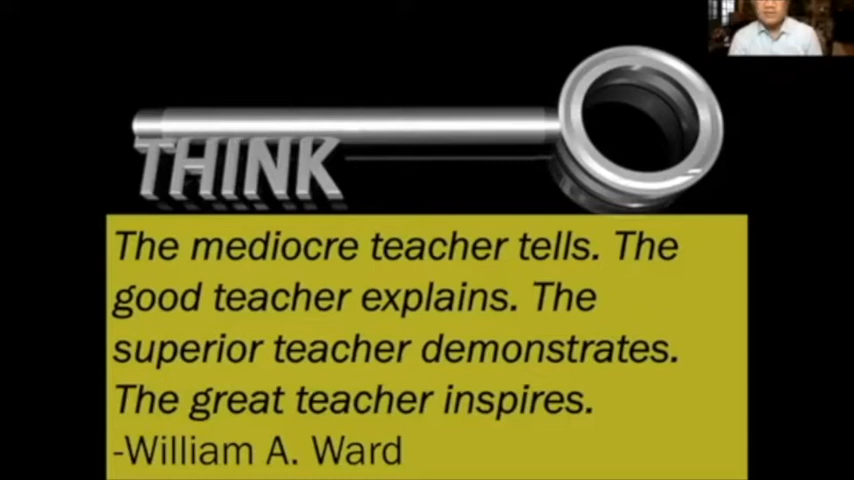 THINK
The mediocre teacher tells. The
good teacher explains. The
superior teacher demonstrates.
The great teacher inspires.
-William A. Ward